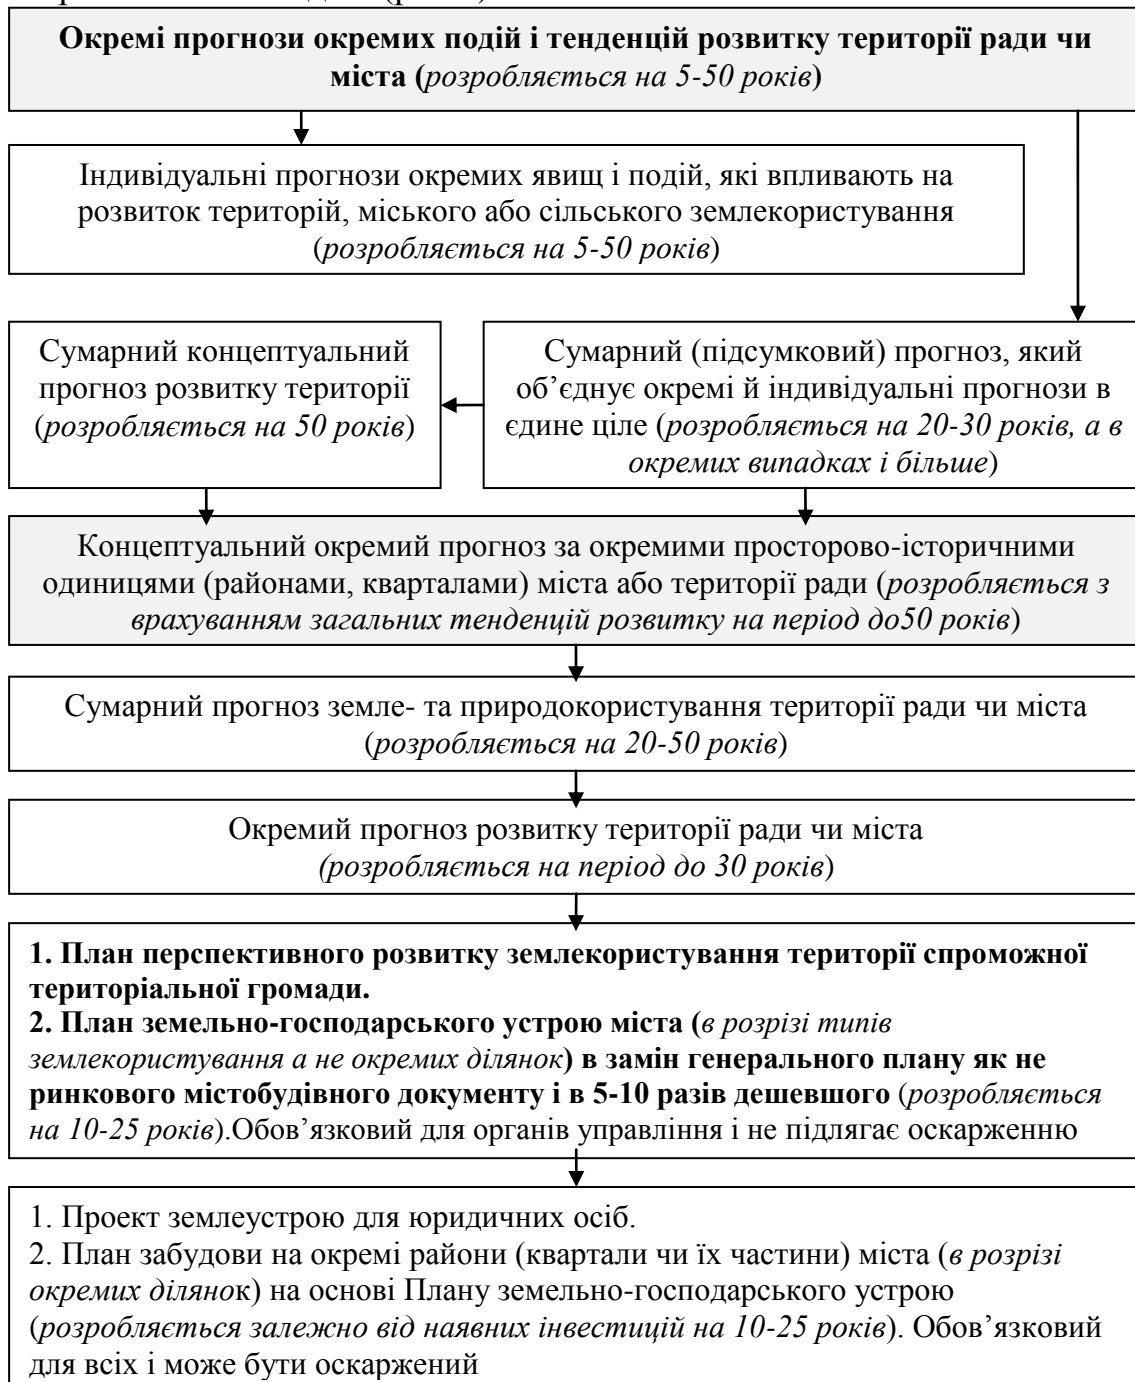 Окремі прогнози окремих подій і тенденцій розвитку території ради чи
міста (розробляється на 5-50 років)
Індивідуальні прогнози окремих явищ і подій, які впливають на
розвиток територій, міського або сільського землекористування
(розробляється на 5-50 років)
Сумарний концептуальний
прогноз розвитку території
(розробляється на 50 років)
Сумарний (підсумковий) прогноз, який
об’єднує окремі й індивідуальні прогнози в
єдине ціле (розробляється на 20-30 років, а в
окремих випадках і більше)
Концептуальний окремий прогноз за окремими просторово-історичними
одиницями (районами, кварталами) міста або території ради (розробляється з
врахуванням загальних тенденцій розвитку на період до50 років)
Сумарний прогноз земле- та природокористування території ради чи міста
(розробляється на 20-50 років)
Окремий прогноз розвитку території ради чи міста
(розробляється на період до 30 років)
1. План перспективного розвитку землекористування території спроможної
територіальної громади.
2. План земельно-господарського устрою міста (в розрізі типів
землекористування а не окремих ділянок) в замін генерального плану як не
ринкового містобудівного документу і в 5-10 разів дешевшого (розробляється
на 10-25 років).Обов’язковий для органів управління і не підлягає оскарженню
1. Проект землеустрою для юридичних осіб.
2. План забудови на окремі райони (квартали чи їх частини) міста (в розрізі
окремих ділянок) на основі Плану земельно-господарського устрою
(розробляється залежно від наявних інвестицій на 10-25 років). Обов’язковий
для всіх і може бути оскаржений